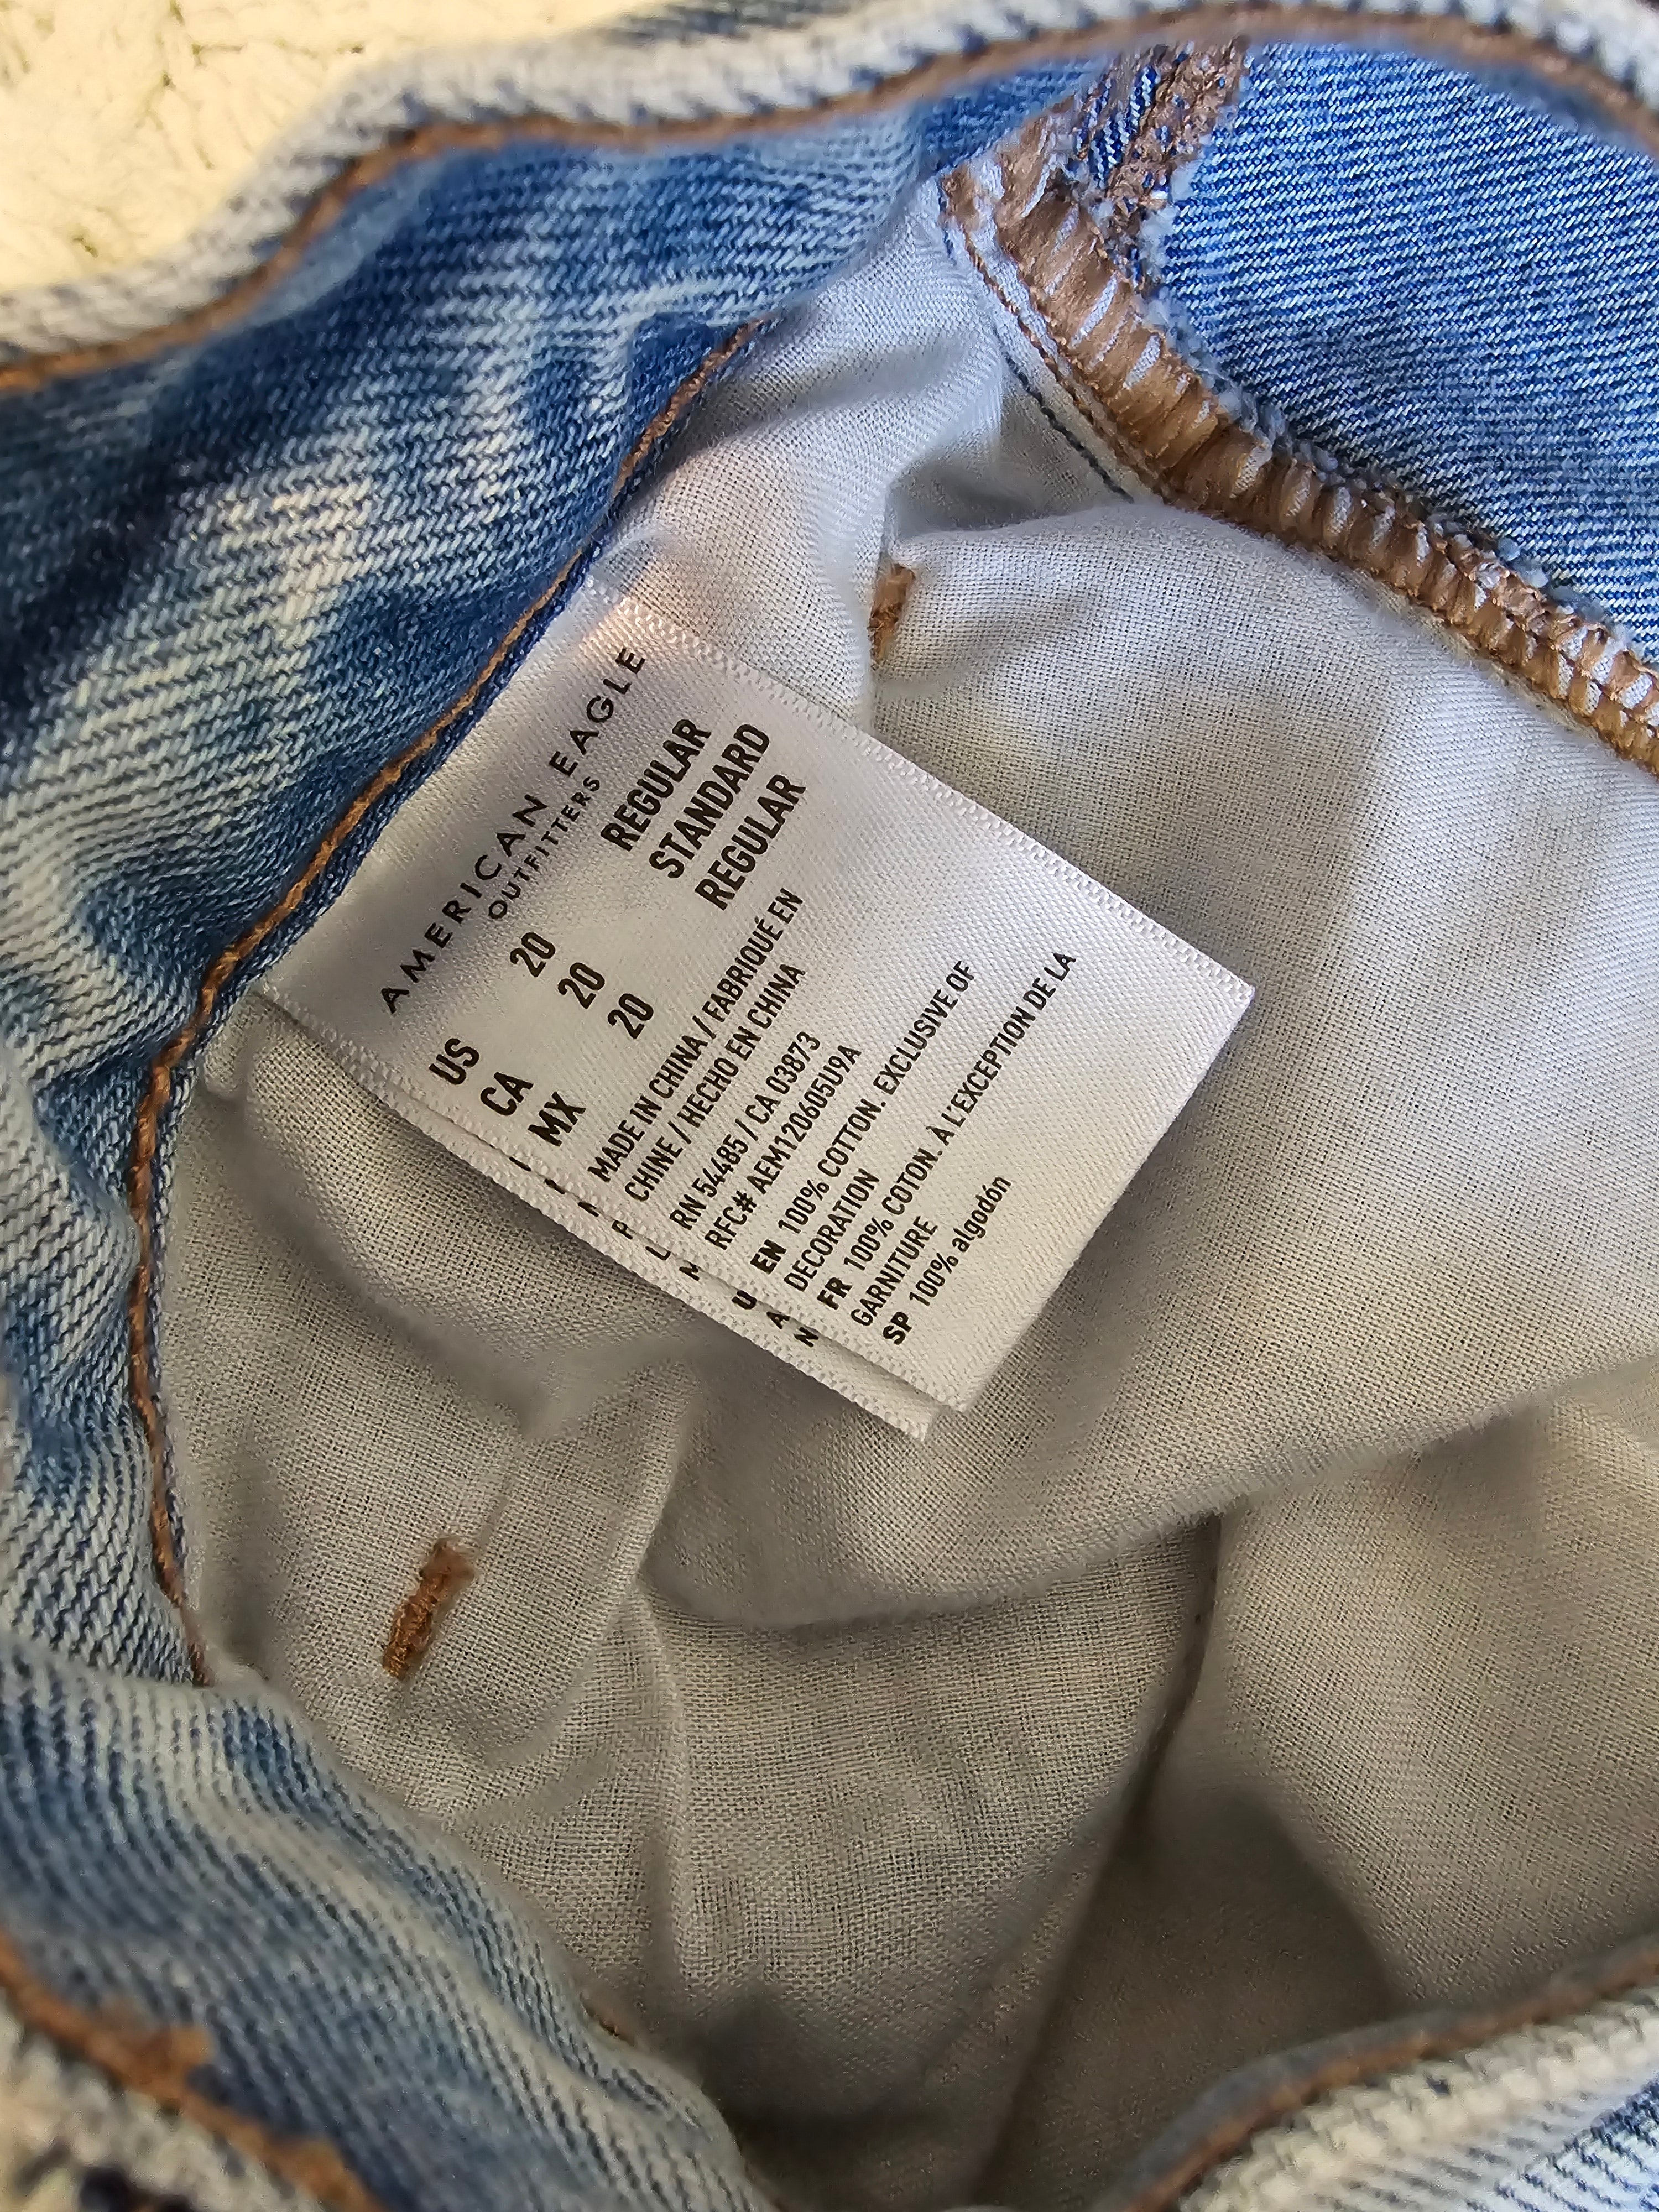 AMERICAN EAGLE
OUTFITTERS
US 20 REGULAR
CA 20 STANDARD
MX 20 REGULAR
MADE IN CHINA / FABRIQUÉ EN
CHINE / HECHO EN CHINA
RN 54485 / CA 03873
RFC# AEM120605U9A
EN 100% COTTON. EXCLUSIVE OF
DECORATION
FR 100% COTON. À L'EXCEPTION DE LA
GARNITURE
SP 100% algodón